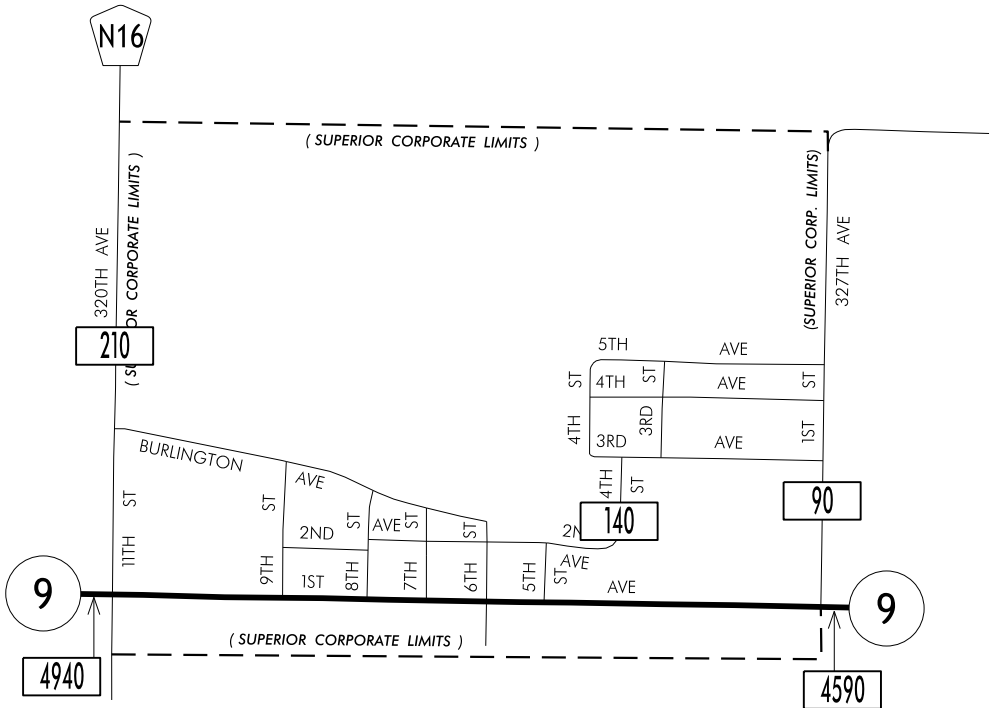 N16
( SUPERIOR CORPORATE LIMITS )
( SUPERIOR CORPORATE LIMITS )
320TH AVE
(SUPERIOR CORP. LIMITS)
327TH AVE
210
5TH AVE
4TH ST
4TH AVE
3RD ST
1ST ST
3RD AVE
BURLINGTON AVE
11TH ST
9TH ST
2ND AVE
8TH ST
7TH ST
6TH ST
5TH ST
4TH ST
140
90
AVE
1ST AVE
9
9
( SUPERIOR CORPORATE LIMITS )
4940
4590